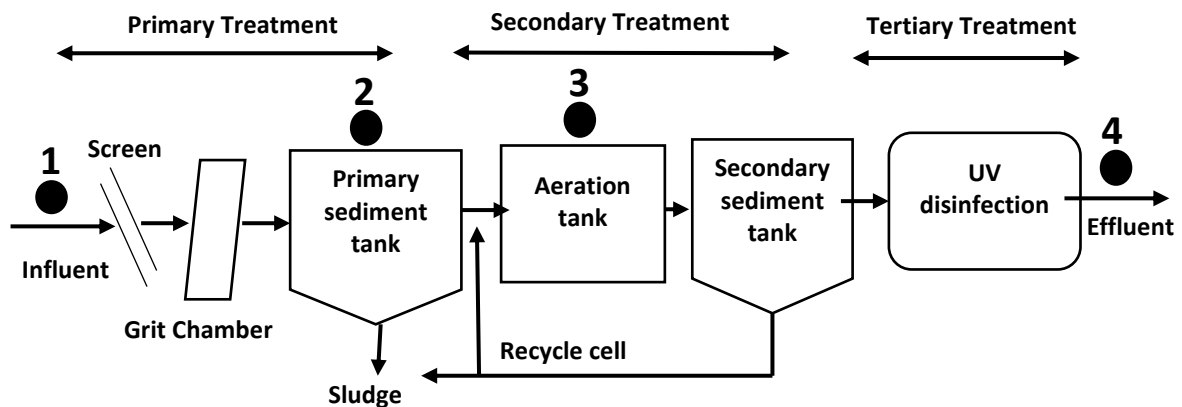 Primary Treatment
Secondary Treatment
Tertiary Treatment
1
2
3
4
Screen
Primary
sediment
tank
Aeration
tank
Secondary
sediment
tank
UV
disinfection
Influent
Effluent
Grit Chamber
Recycle cell
Sludge